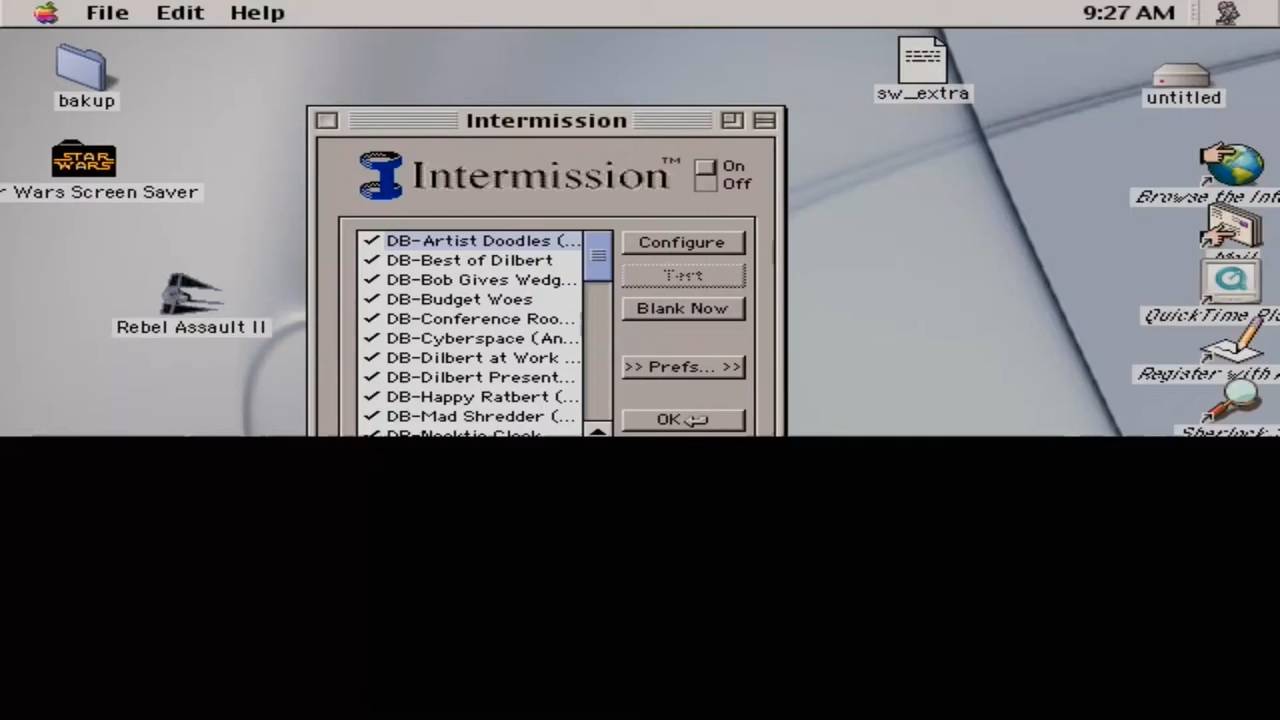 File Edit Help 9:27 AM
bakup
sw_extra
untitled
STAR WARS
r Wars Screen Saver
Rebel Assault II
Intermission
Intermission™
On
Off
DB-Artist Doodles (...
DB-Best of Dilbert
DB-Bob Gives Wedg...
DB-Budget Woes
DB-Conference Roo...
DB-Cyberspace (An...
DB-Dilbert at Work ...
DB-Dilbert Present...
DB-Happy Ratbert (...
DB-Mad Shredder (...
Configure
Test
Blank Now
>> Prefs... >>
OK
Browse the Int
Mail
QuickTime Pl
Register with A
Sherlock